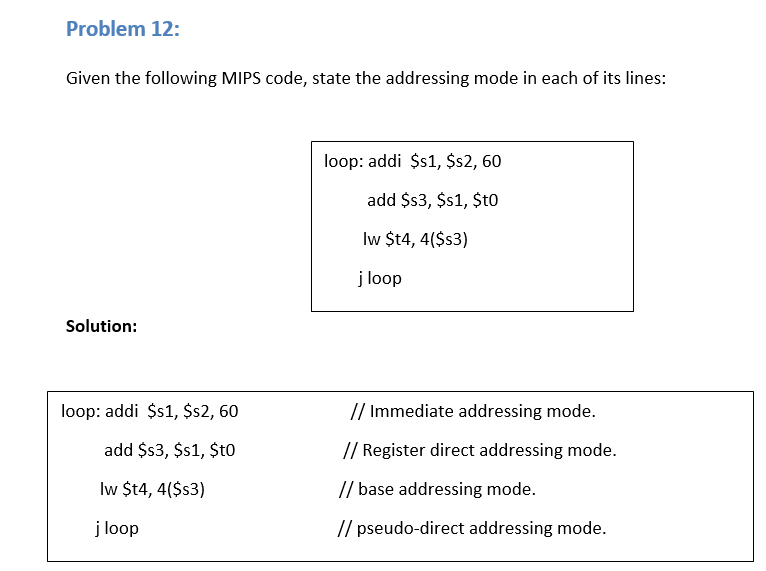 Problem 12:
Given the following MIPS code, state the addressing mode in each of its lines:
loop: addi $s1, $s2, 60
add $s3, $s1, $t0
lw $t4, 4($s3)
j loop
Solution:
loop: addi $s1, $s2, 60 // Immediate addressing mode.
add $s3, $s1, $t0 // Register direct addressing mode.
lw $t4, 4($s3) // base addressing mode.
j loop // pseudo-direct addressing mode.